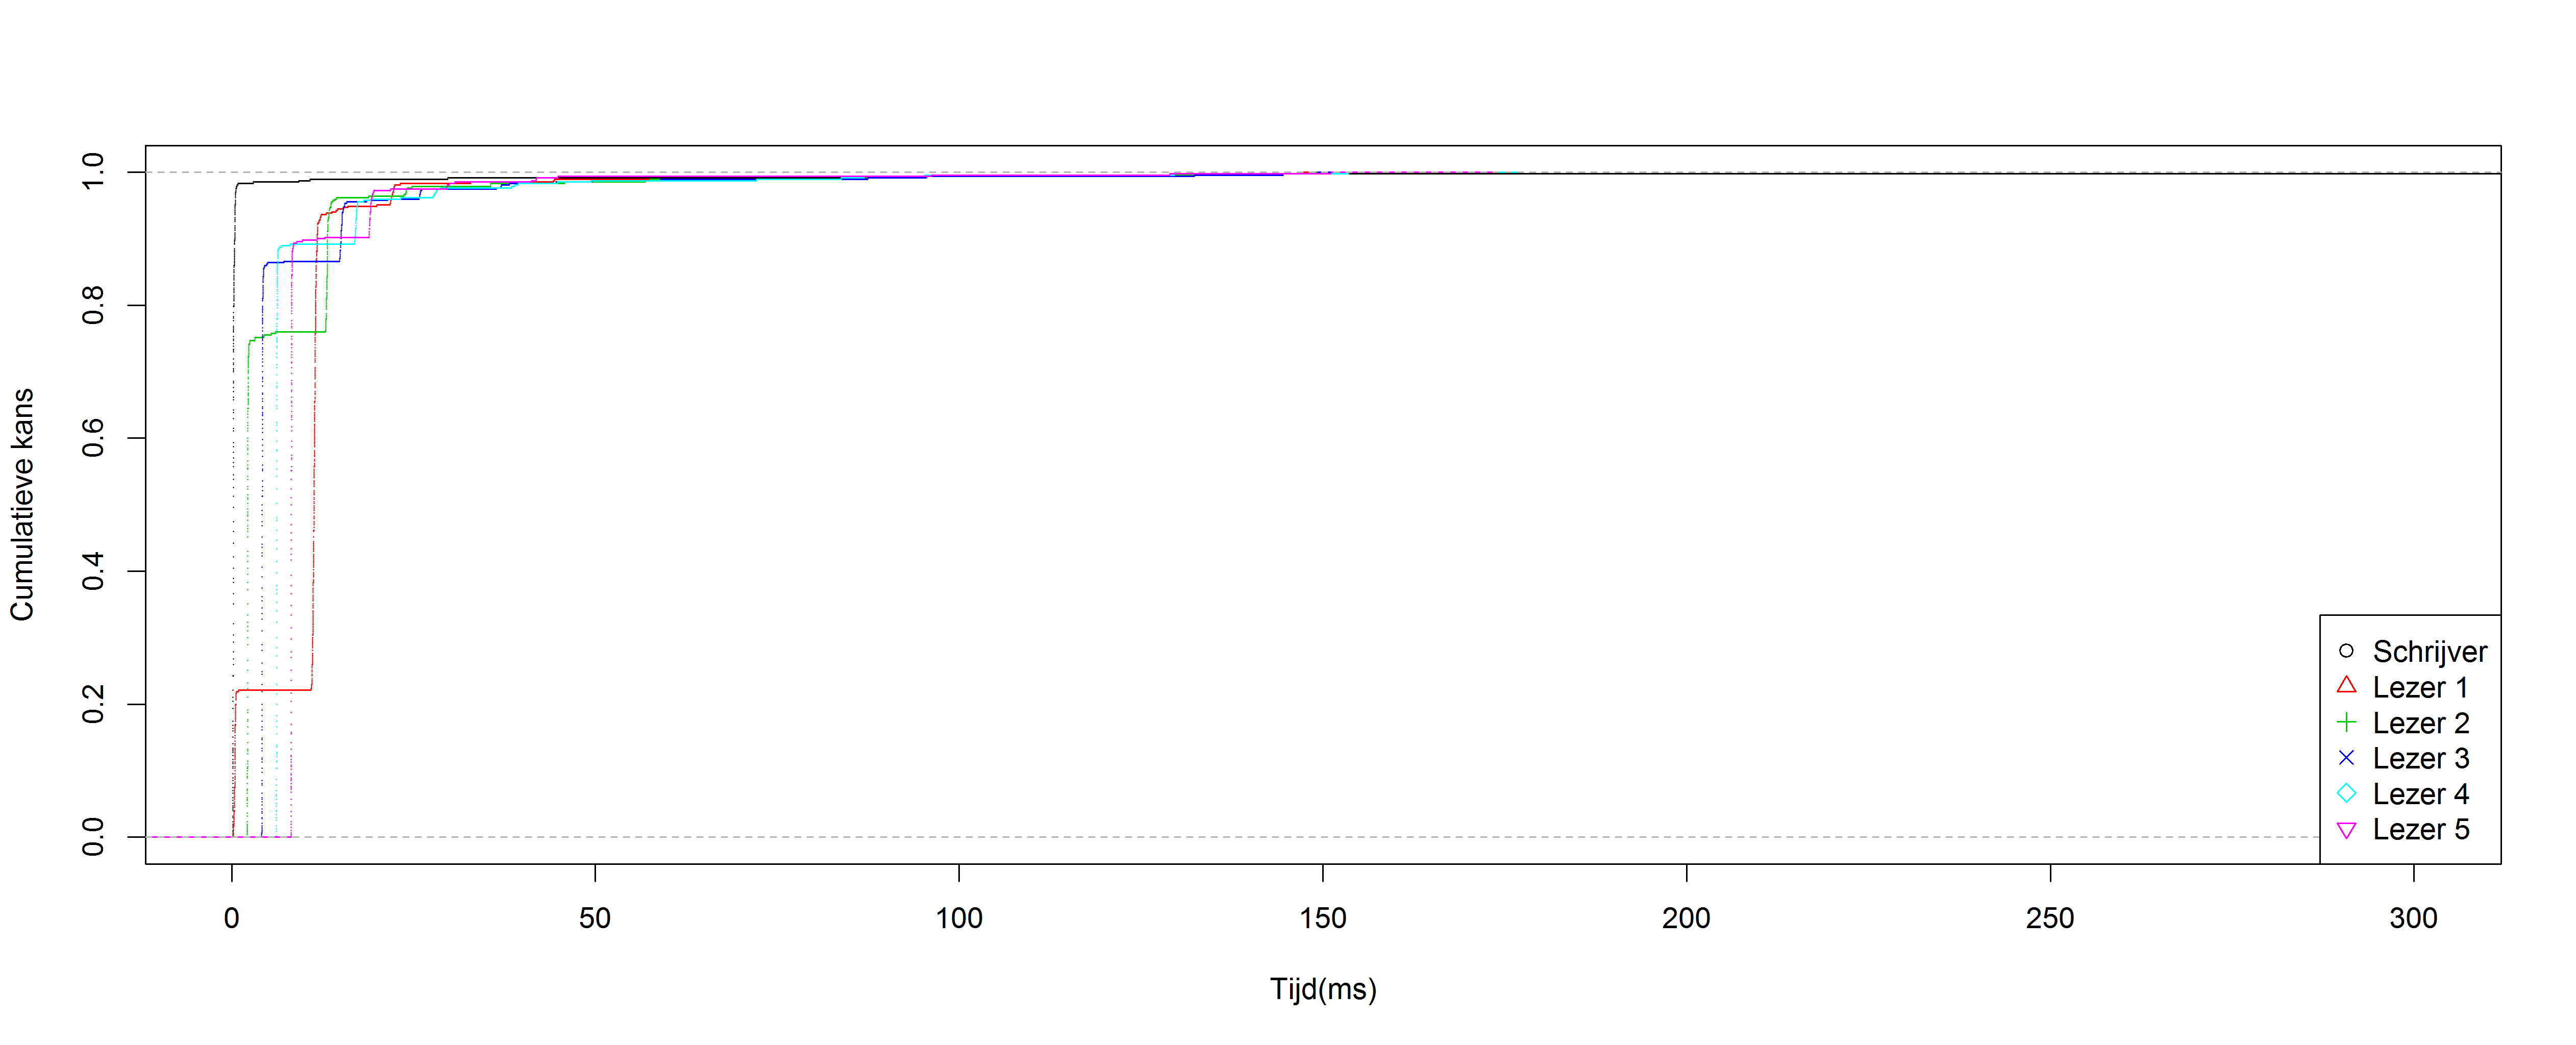 Cumulatieve kans
1.0
0.8
0.6
0.4
0.2
0.0
Schrijver
Lezer 1
Lezer 2
Lezer 3
Lezer 4
Lezer 5
0 50 100 150 200 250 300
Tijd(ms)